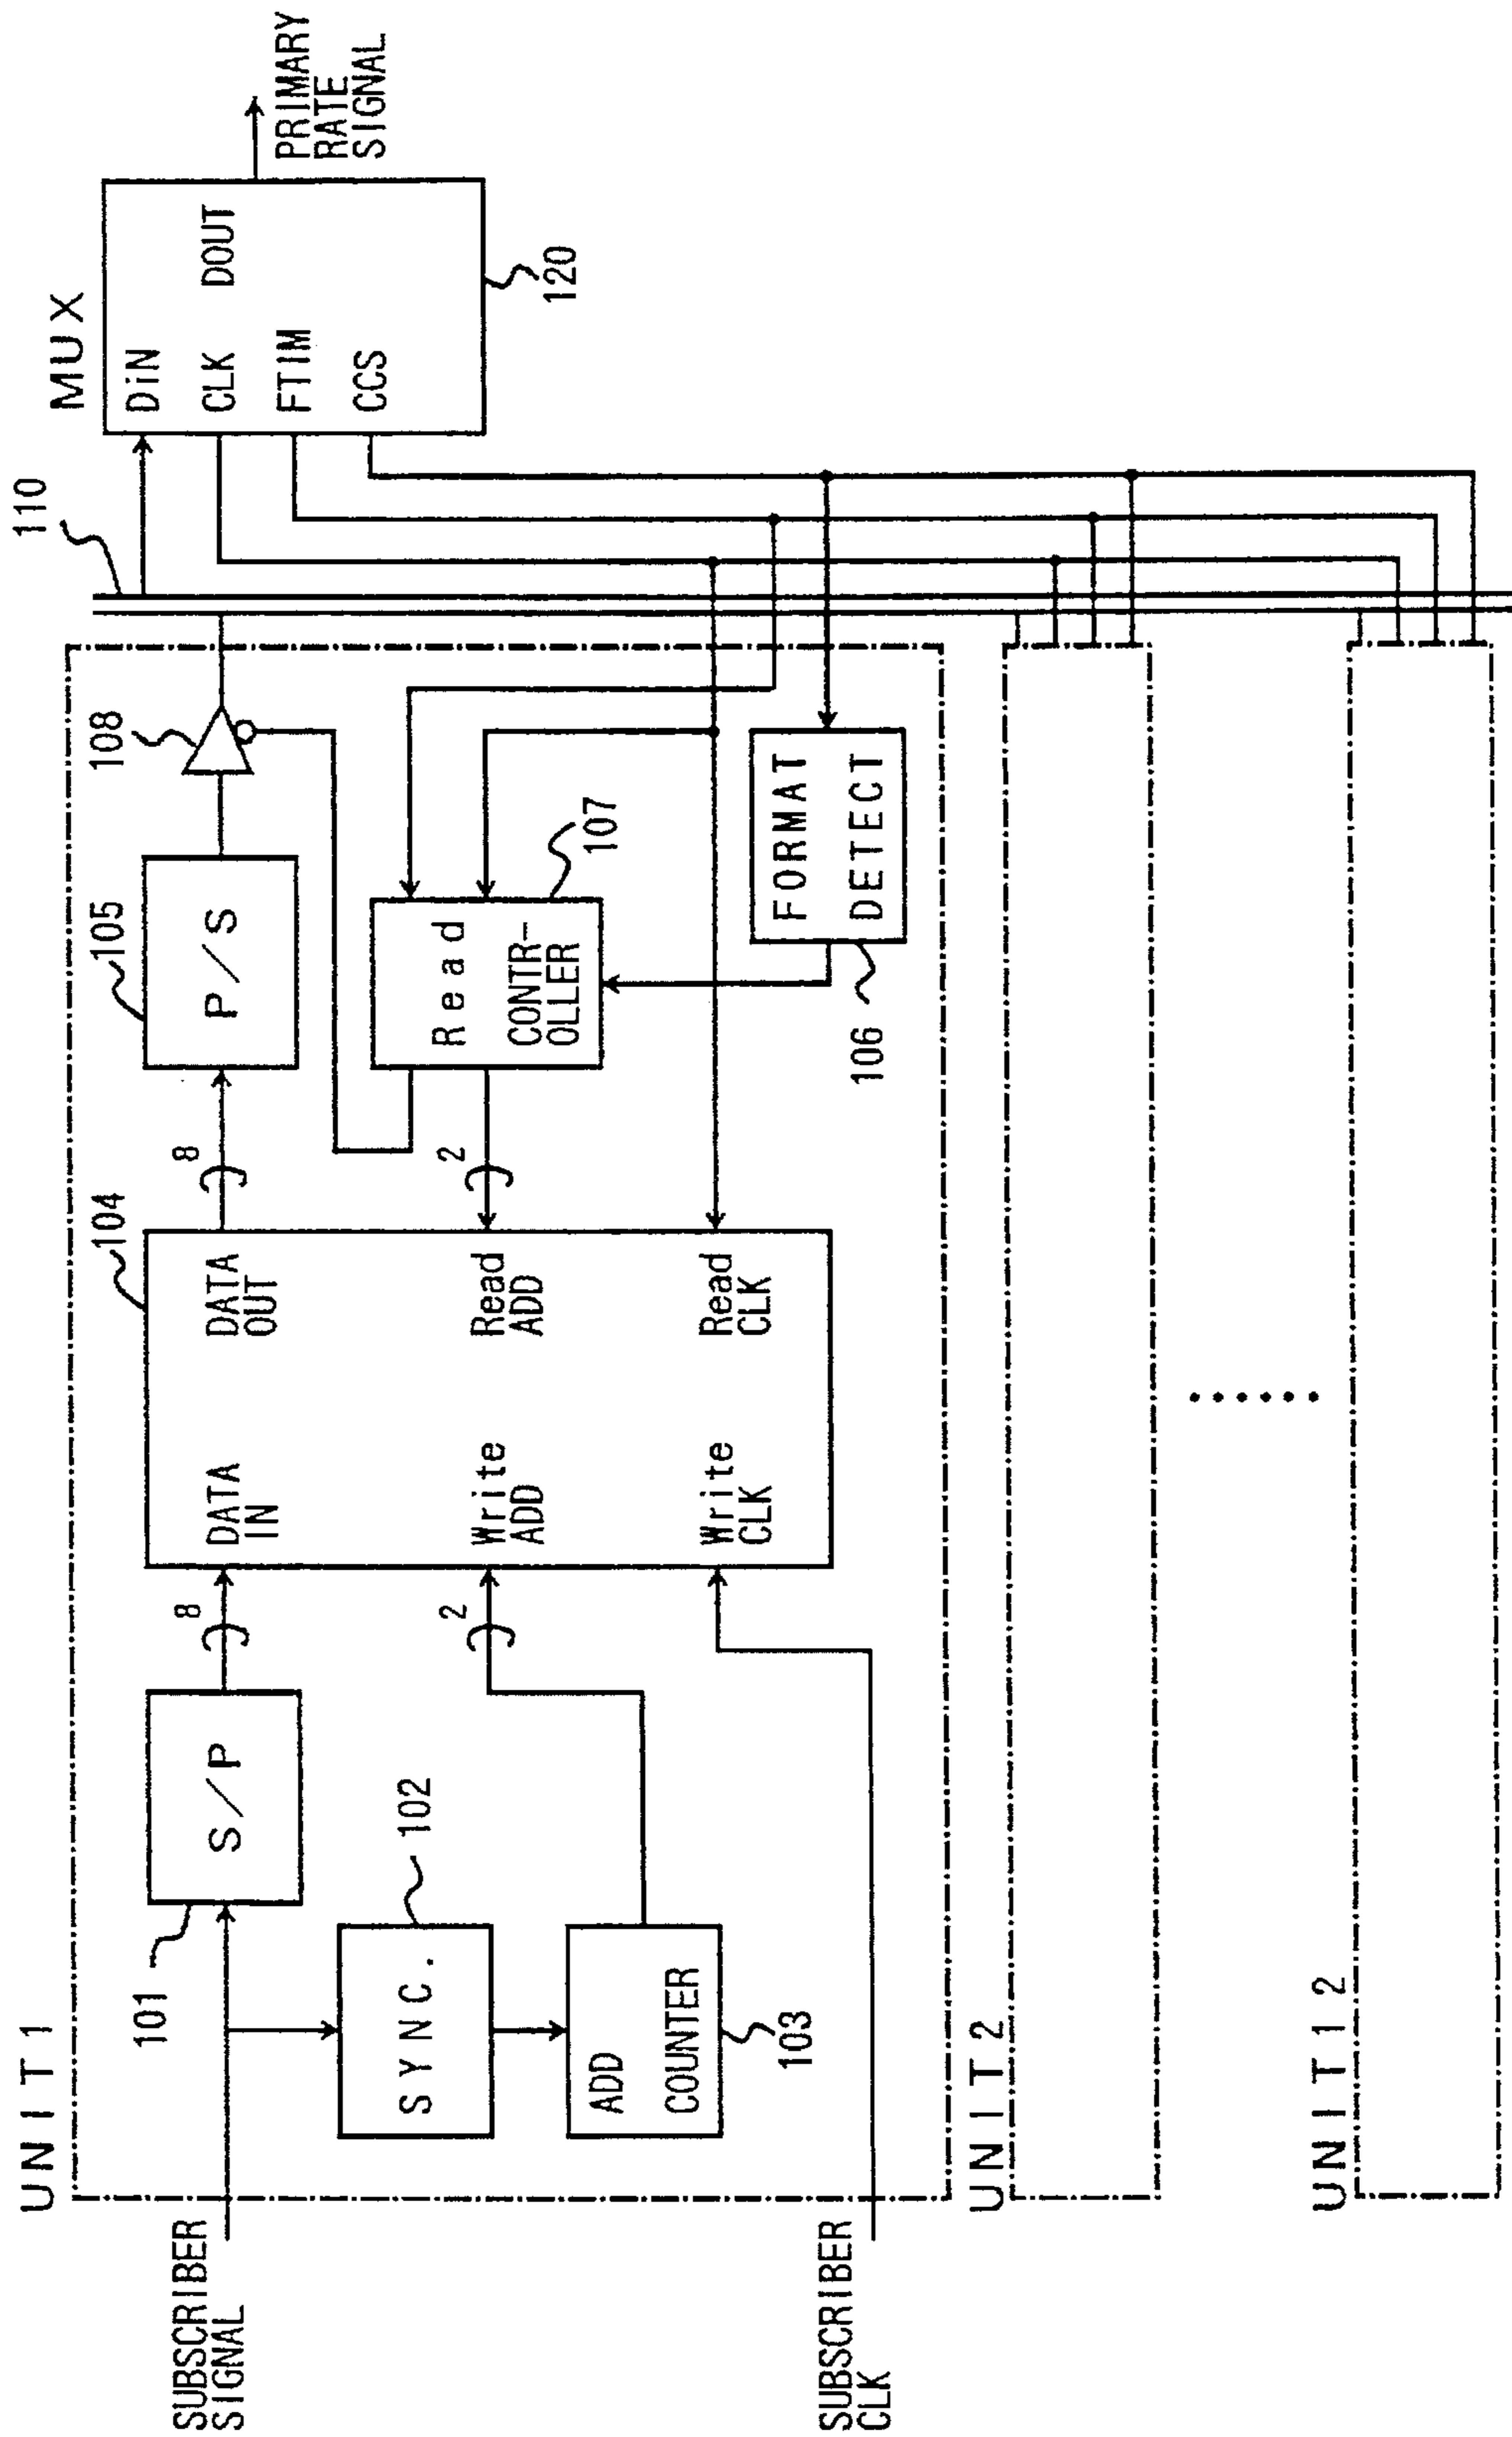 UNIT1
SUBSCRIBER
SIGNAL
101
S/P
8
104
DATA
IN
DATA
OUT
8
105
P/S
108
110
MUX
DiN
CLK DOUT
FTIM
CCS
120
PRIMARY
RATE
SIGNAL
SYNC.
102
ADD
COUNTER
103
2
Write
ADD
Read
ADD
2
Read
CONTR-
OLLER
107
Write
CLK
Read
CLK
FORMAT
DETECT
106
SUBSCRIBER
CLK
UNIT2
UNIT12